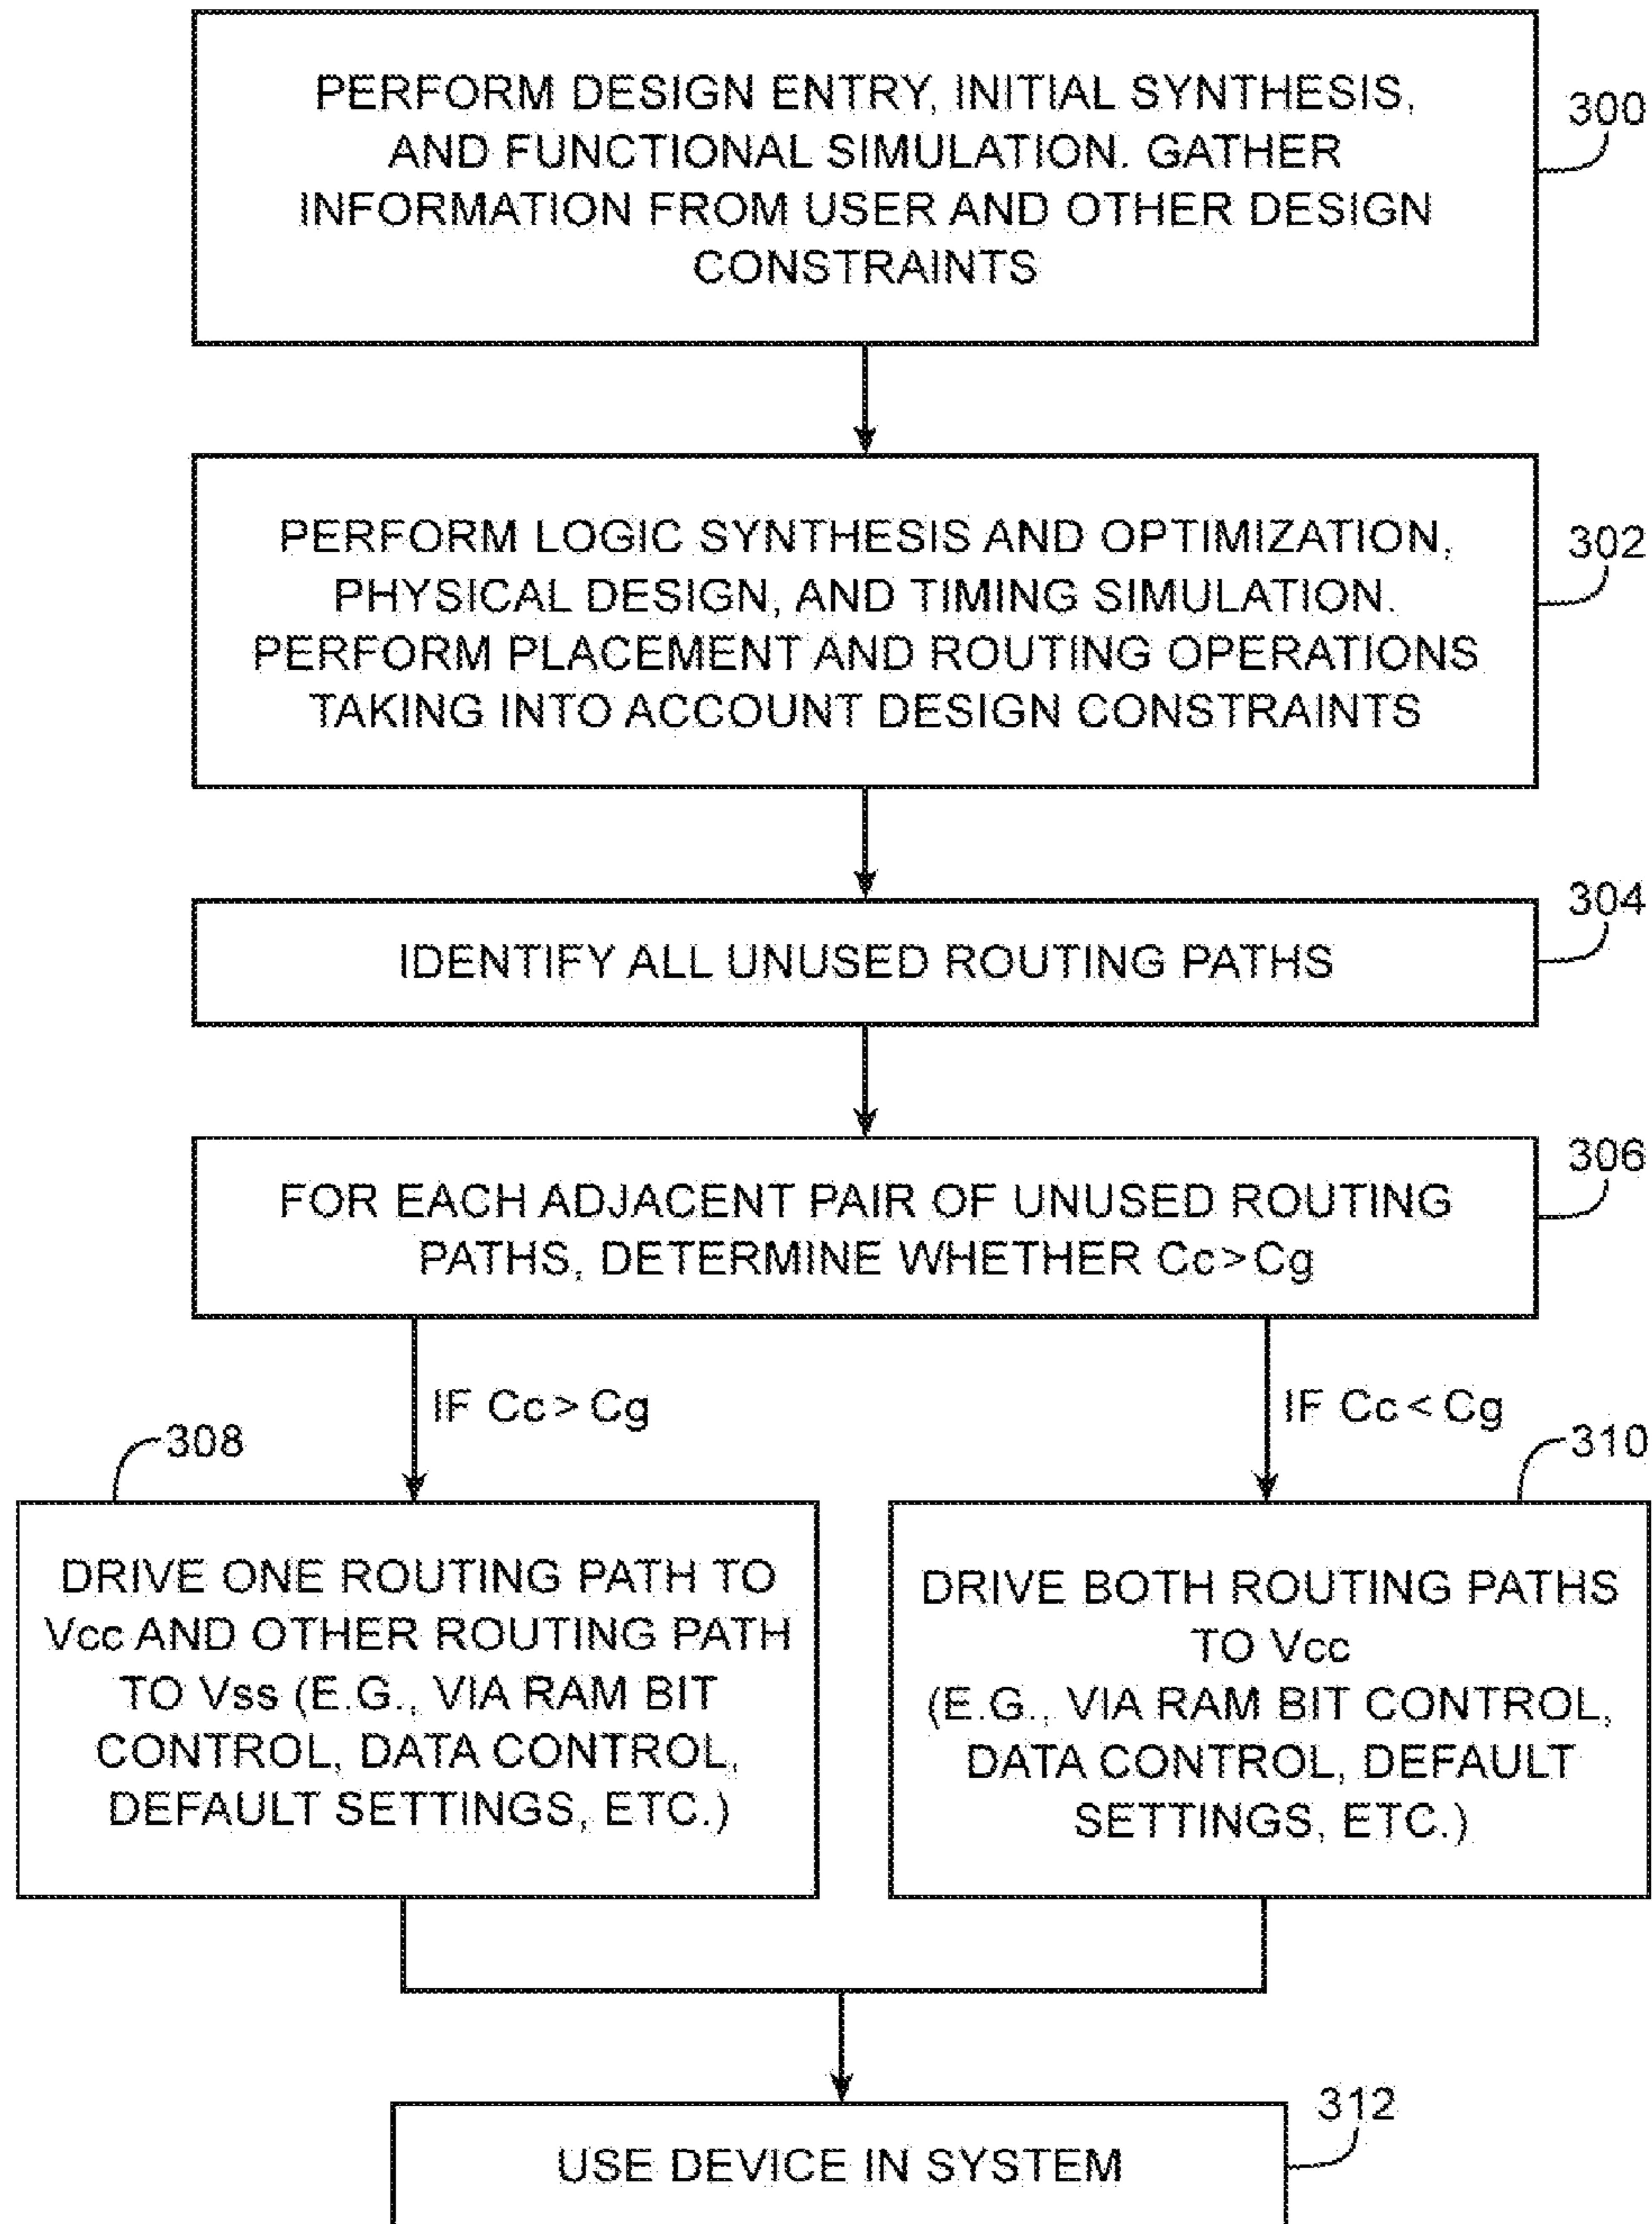 PERFORM DESIGN ENTRY, INITIAL SYNTHESIS,
AND FUNCTIONAL SIMULATION. GATHER
INFORMATION FROM USER AND OTHER DESIGN
CONSTRAINTS
300
PERFORM LOGIC SYNTHESIS AND OPTIMIZATION,
PHYSICAL DESIGN, AND TIMING SIMULATION.
PERFORM PLACEMENT AND ROUTING OPERATIONS
TAKING INTO ACCOUNT DESIGN CONSTRAINTS
302
IDENTIFY ALL UNUSED ROUTING PATHS
304
FOR EACH ADJACENT PAIR OF UNUSED ROUTING
PATHS, DETERMINE WHETHER Cc>Cg
306
IF Cc > Cg
IF Cc < Cg
308
DRIVE ONE ROUTING PATH TO
Vcc AND OTHER ROUTING PATH
TO Vss (E.G., VIA RAM BIT
CONTROL, DATA CONTROL,
DEFAULT SETTINGS, ETC.)
310
DRIVE BOTH ROUTING PATHS
TO Vcc
(E.G., VIA RAM BIT CONTROL,
DATA CONTROL, DEFAULT
SETTINGS, ETC.)
312
USE DEVICE IN SYSTEM